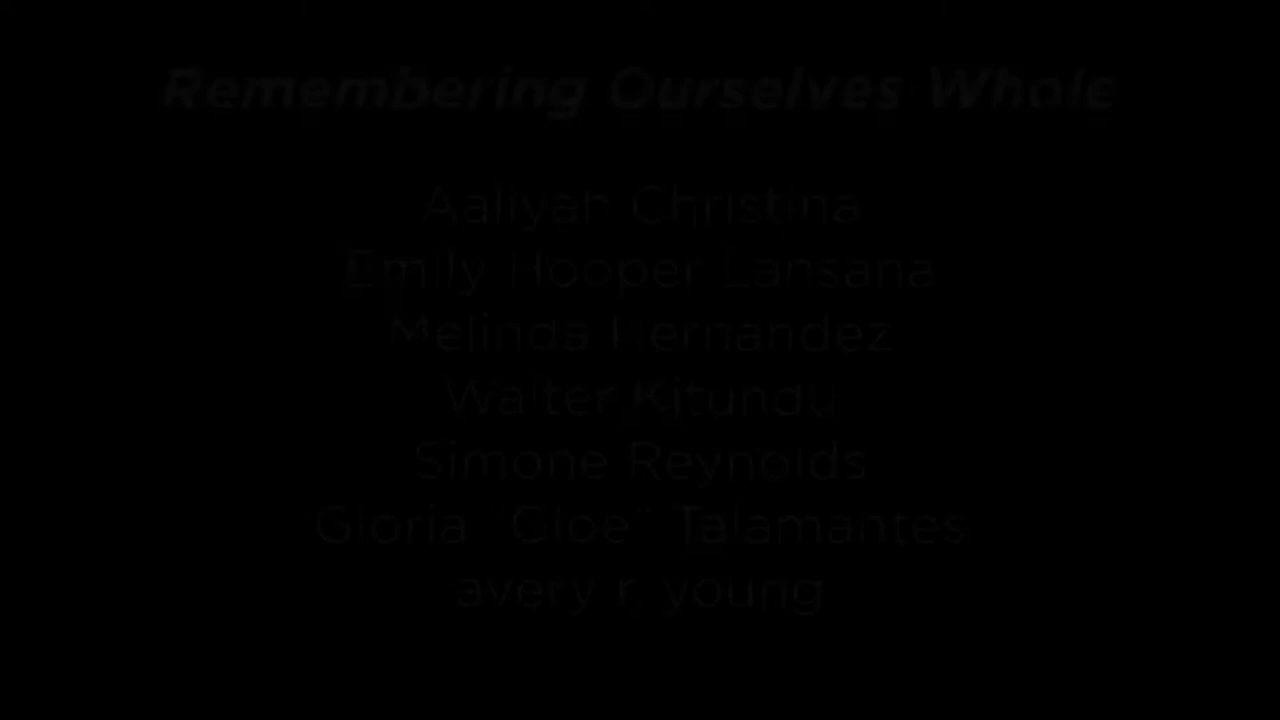 Remembering Ourselves Whole
Aaliyah Christina
Emily Hooper Lansana
Melinda Hernandez
Walter Kitundu
Simone Reynolds
Gloria "Gloe" Talamantes
avery r. young